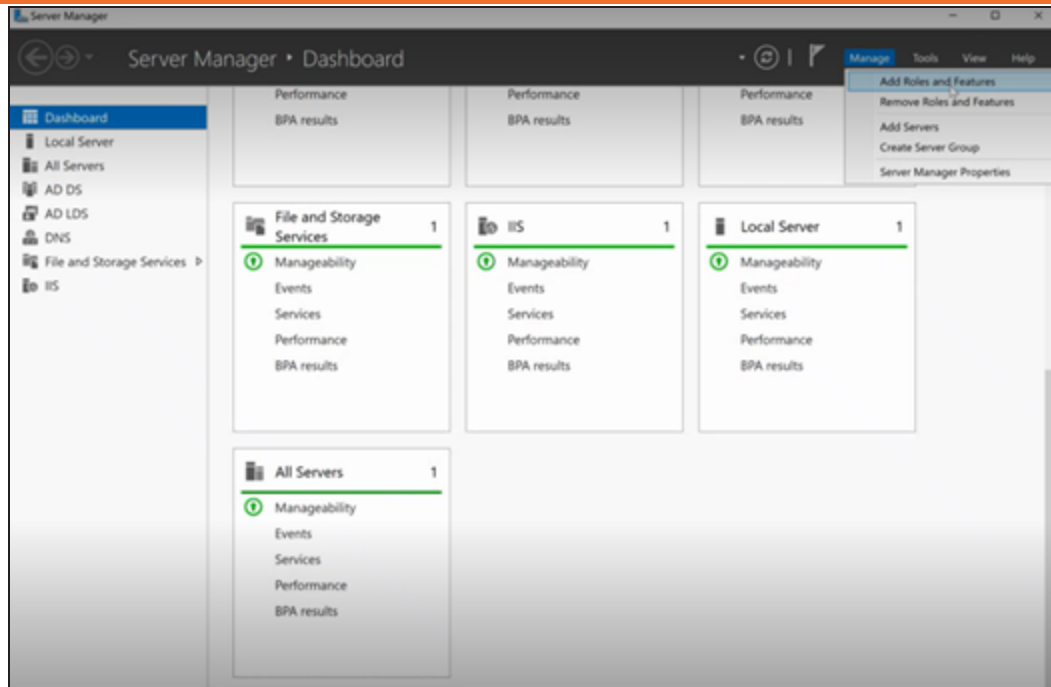 Server Manager
Server Manager • Dashboard
Manage Tools View Help
Add Roles and Features
Remove Roles and Features
Add Servers
Create Server Group
Server Manager Properties
Dashboard
Local Server
All Servers
AD DS
AD LDS
DNS
File and Storage Services
IIS
Performance
BPA results
Performance
BPA results
Performance
BPA results
File and Storage
Services 1
Manageability
Events
Services
Performance
BPA results
IIS 1
Manageability
Events
Services
Performance
BPA results
Local Server 1
Manageability
Events
Services
Performance
BPA results
All Servers 1
Manageability
Events
Services
Performance
BPA results